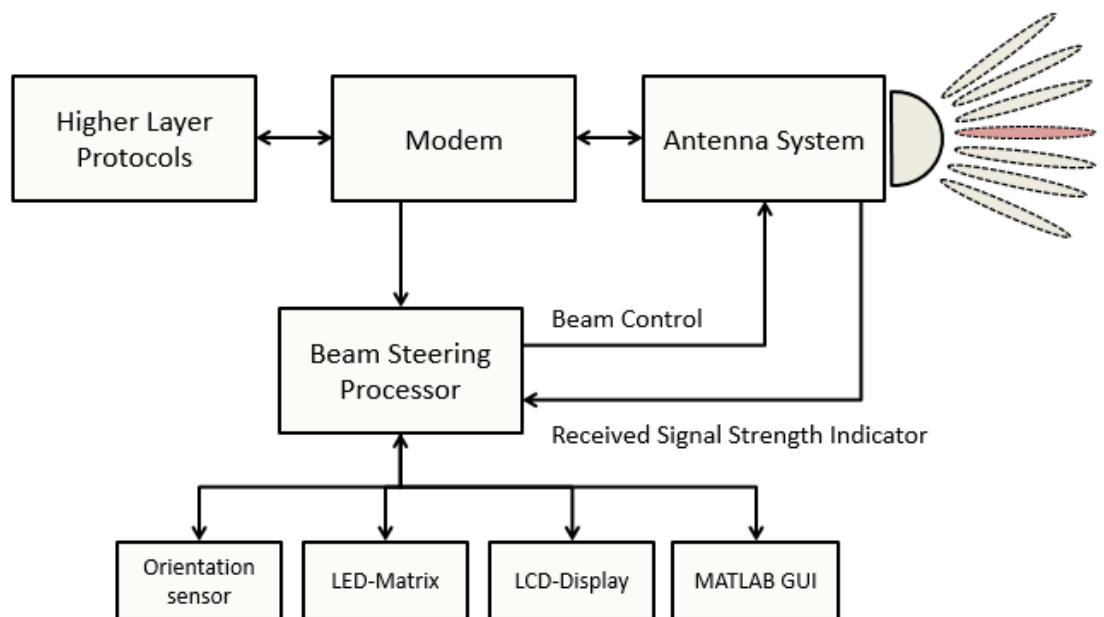 Higher Layer
Protocols
Modem
Antenna System
Beam Steering
Processor
Beam Control
Received Signal Strength Indicator
Orientation
sensor
LED-Matrix
LCD-Display
MATLAB GUI